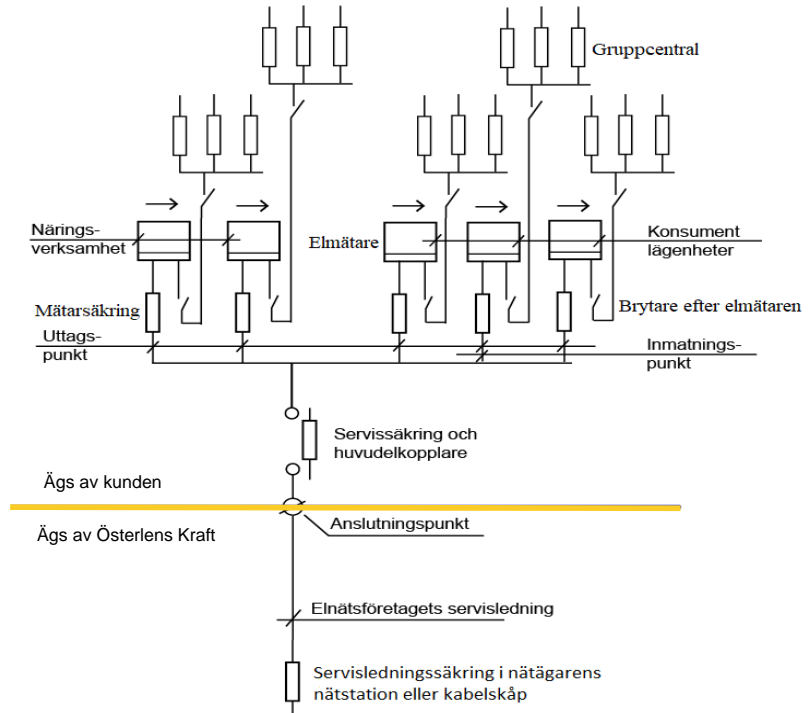 Gruppcentral
Närings-
verksamhet
Elmätare
Konsument
lägenheter
Mätarsäkring
Brytare efter elmätaren
Uttags-
punkt
Inmatnings-
punkt
Servissäkring och
huvudelkopplare
Ägs av kunden
Ägs av Österlens Kraft
Anslutningspunkt
Elnätsföretagets servisledning
Servisledningssäkring i nätägarens
nätstation eller kabelskåp